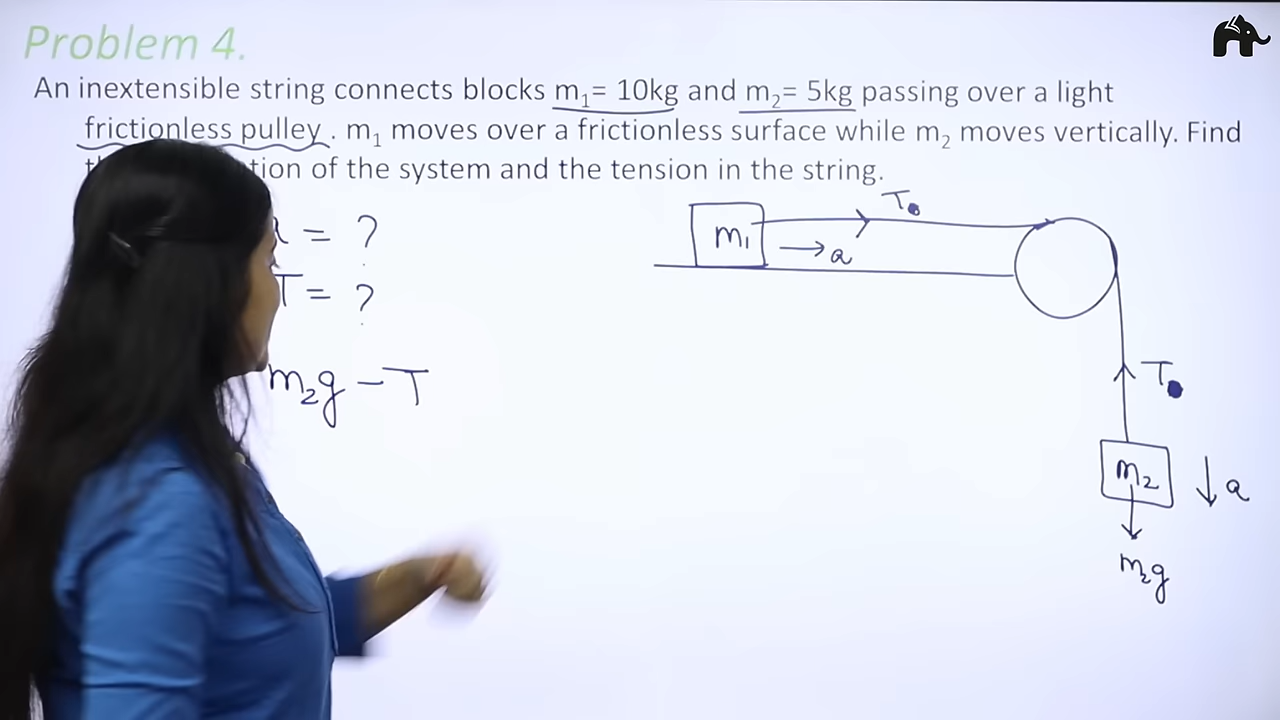 Problem 4.
An inextensible string connects blocks m₁= 10kg and m₂= 5kg passing over a light
frictionless pulley . m₁ moves over a frictionless surface while m₂ moves vertically. Find
of the system and the tension in the string.
= ?
T = ?
m₂g - T
m₁
a
T
T
m₂
a
m₂g